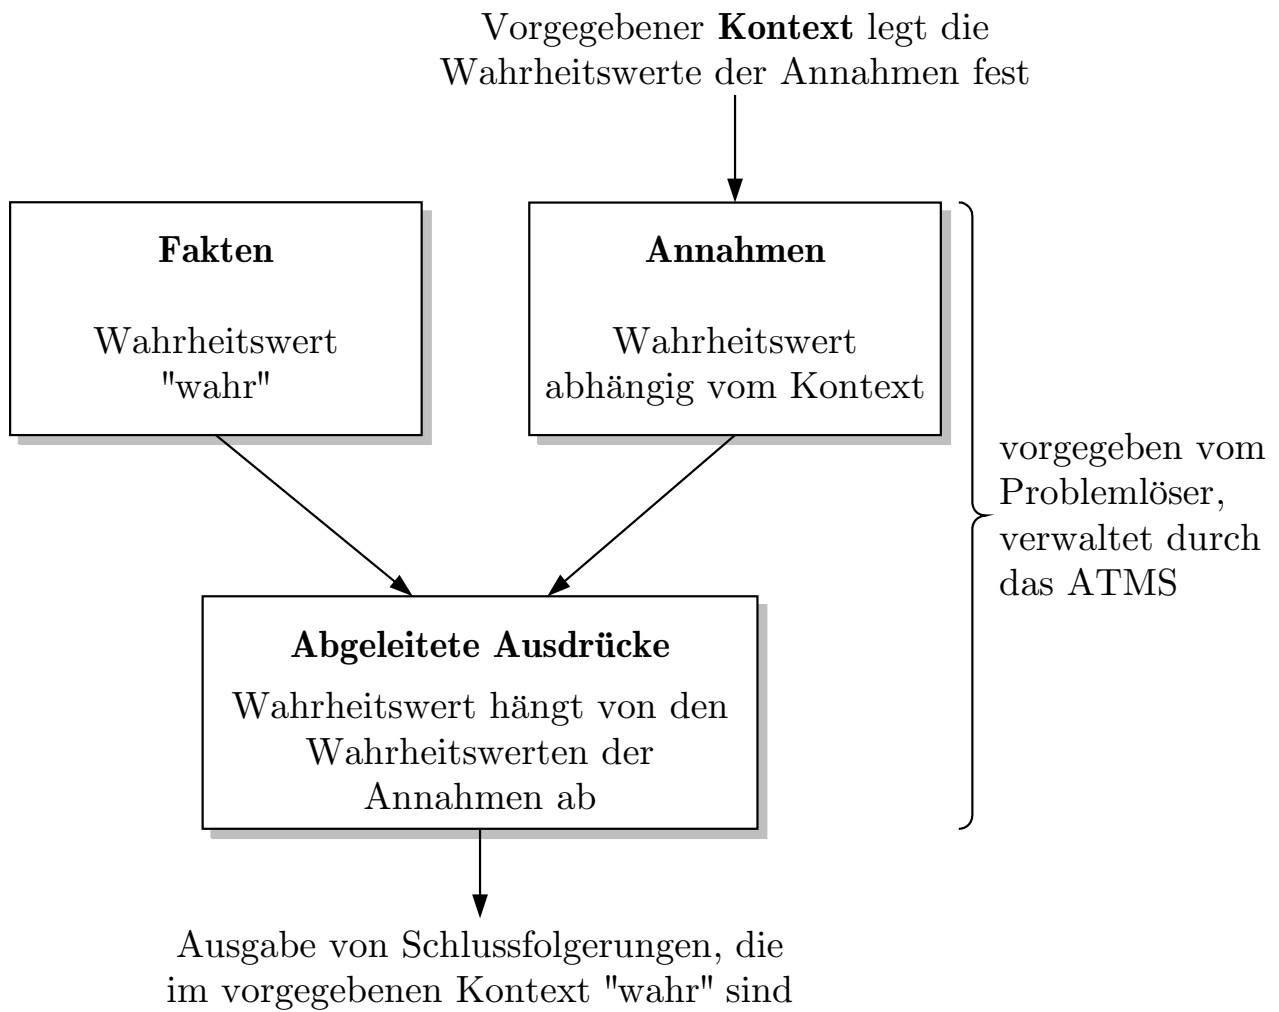 Vorgegebener Kontext legt die
Wahrheitswerte der Annahmen fest
Fakten
Wahrheitswert
"wahr"
Annahmen
Wahrheitswert
abhängig vom Kontext
vorgegeben vom
Problemlöser,
verwaltet durch
das ATMS
Abgeleitete Ausdrücke
Wahrheitswert hängt von den
Wahrheitswerten der
Annahmen ab
Ausgabe von Schlussfolgerungen, die
im vorgegebenen Kontext "wahr" sind